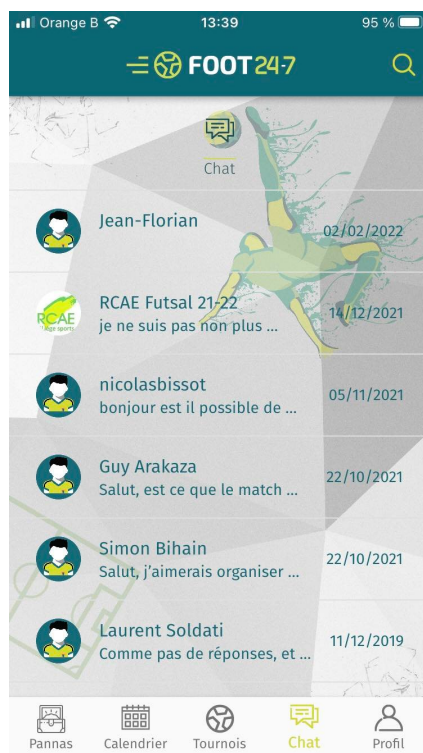 Orange B
13:39
95 %
FOOT24-7
Chat
Jean-Florian
02/02/2022
RCAE Futsal 21-22
je ne suis pas non plus ...
14/12/2021
RCAE
nicolasbissot
bonjour est il possible de ...
05/11/2021
Guy Arakaza
Salut, est ce que le match ...
22/10/2021
Simon Bihain
Salut, j'aimerais organiser ...
22/10/2021
Laurent Soldati
Comme pas de réponses, et ...
11/12/2019
Pannas
Calendrier
Tournois
Chat
Profil